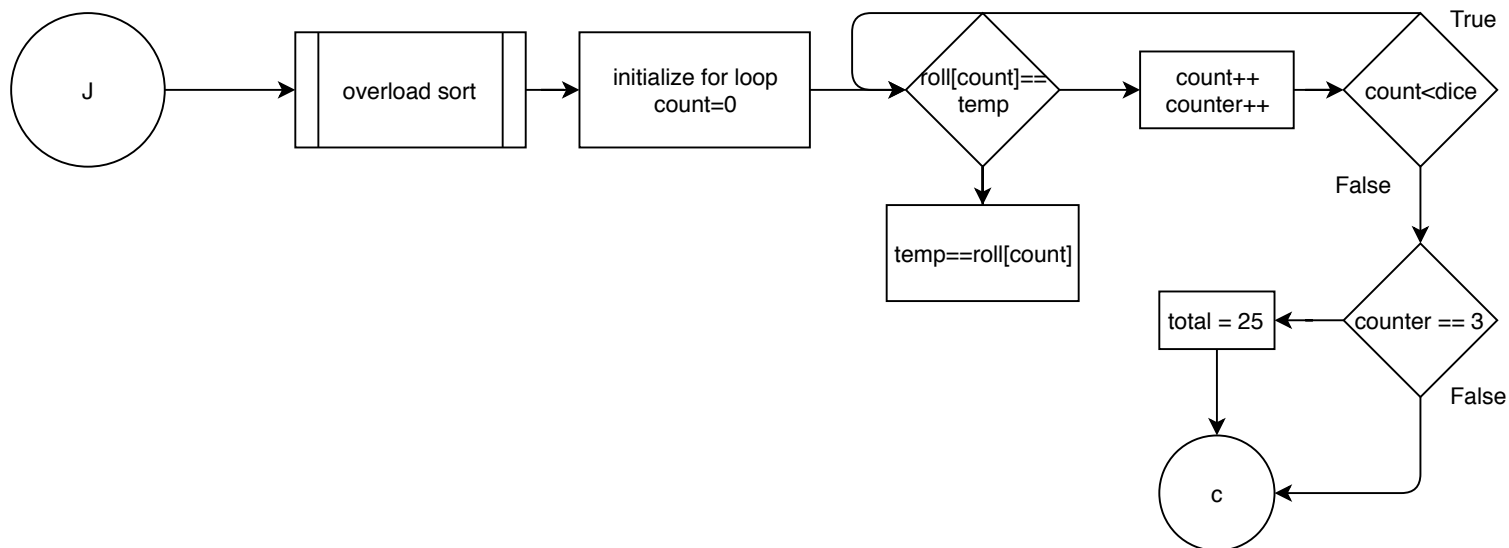 J
overload sort
initialize for loop
count=0
roll[count]==
temp
count++
counter++
count<dice
True
False
temp==roll[count]
total = 25
counter == 3
False
c